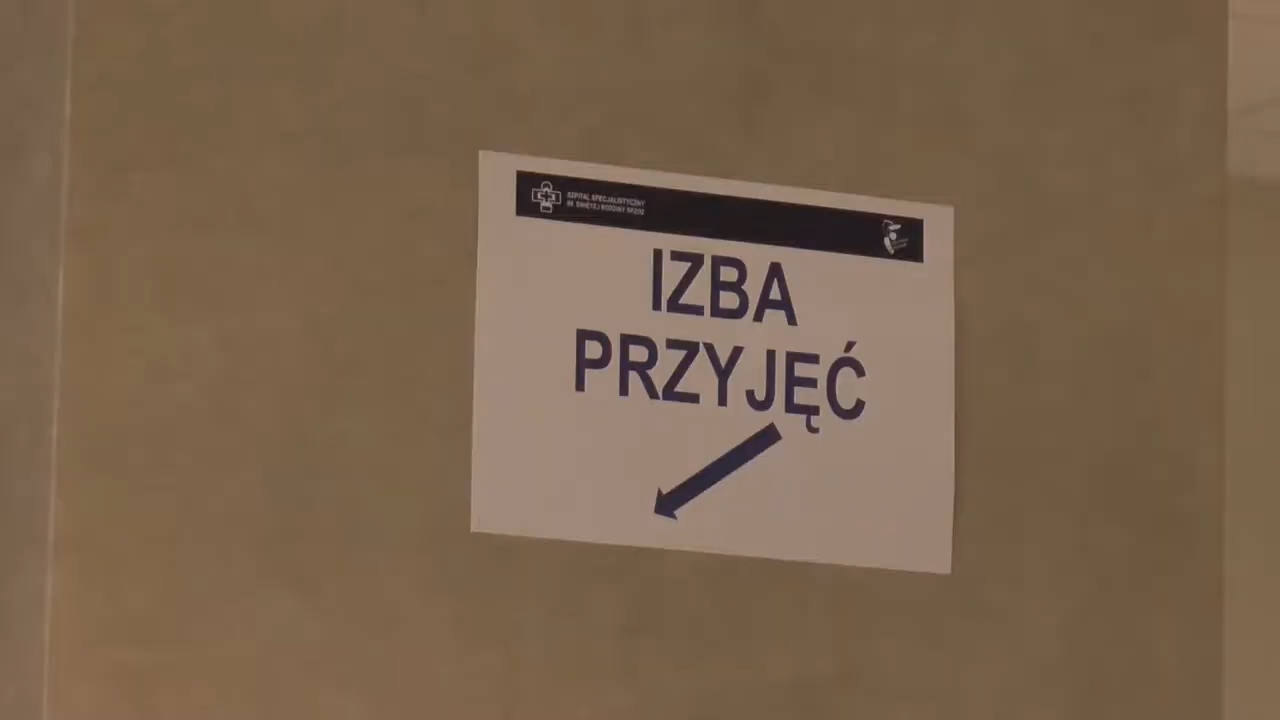 SZPITAL SPECJALISTYCZNY
IM. ŚWIĘTEJ RODZINY SPZOZ
IZBA
PRZYJĘĆ